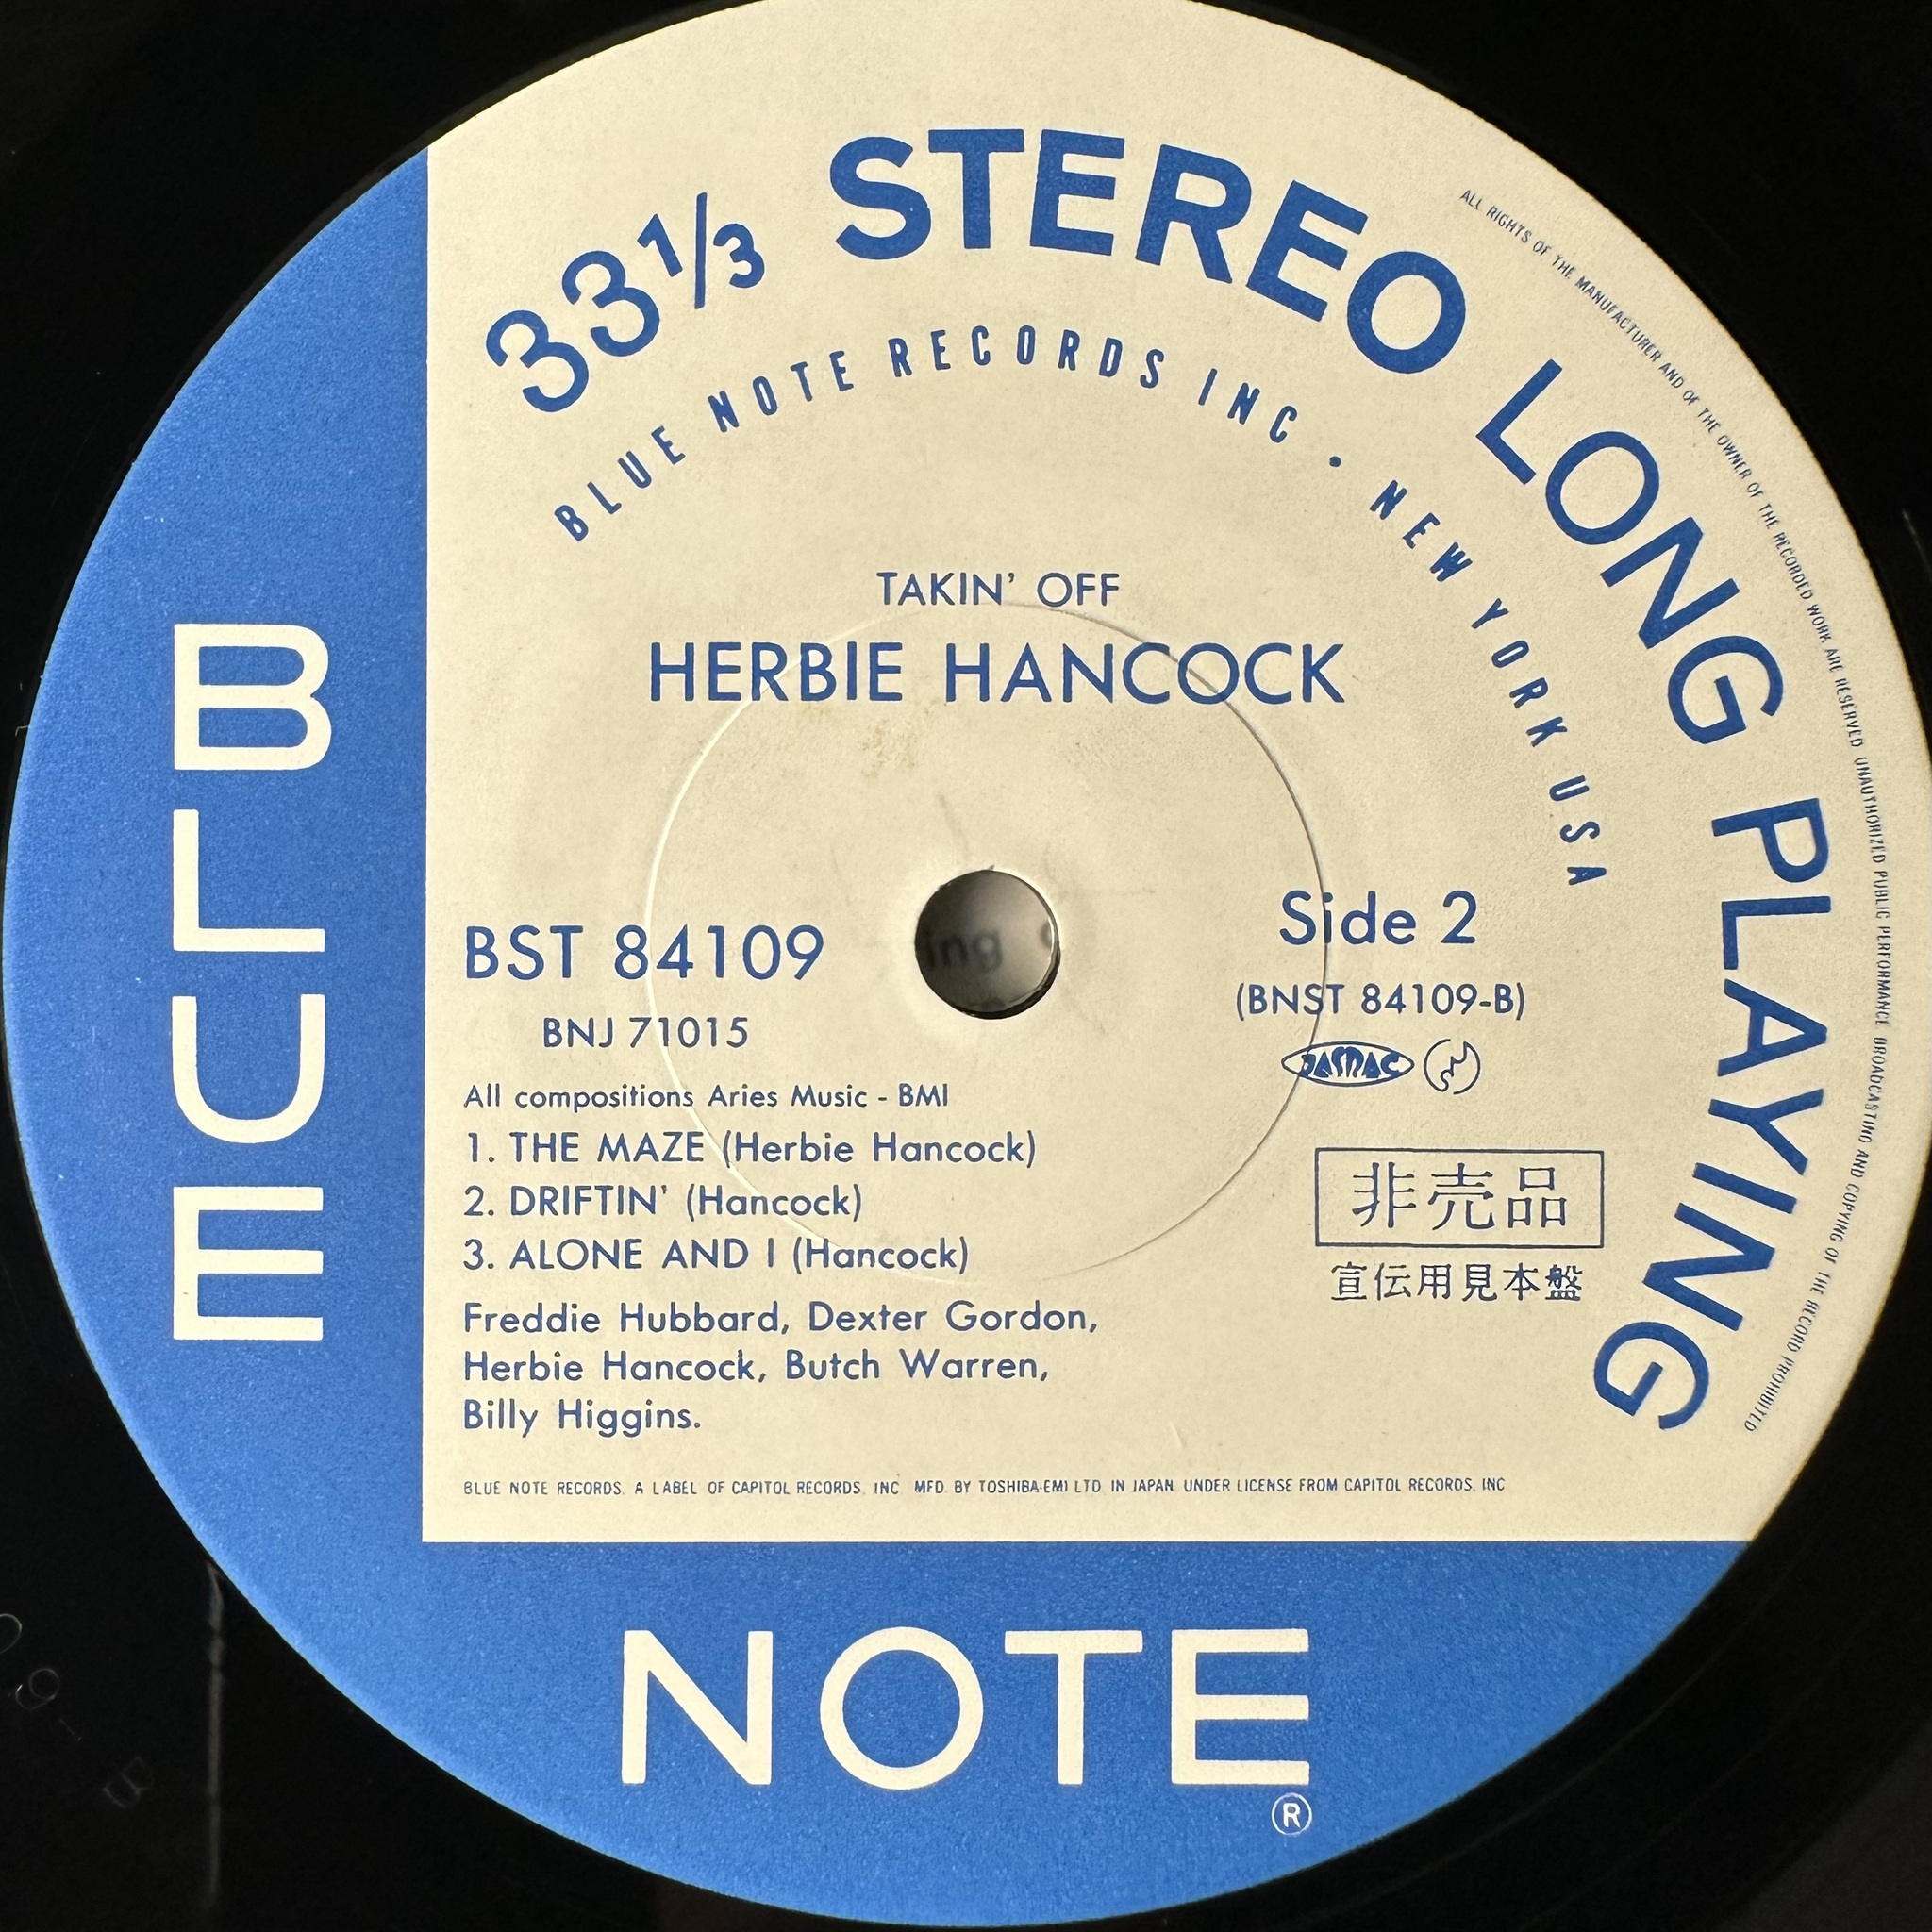 33 1/3 STEREO LONG PLAYING
BLUE NOTE RECORDS INC • NEW YORK USA
ALL RIGHTS OF THE MANUFACTURER AND OF THE OWNER OF THE RECORDED WORK ARE RESERVED UNAUTHORIZED PUBLIC PERFORMANCE BROADCASTING AND COPYING OF THE RECORD PROHIBITED
TAKIN' OFF
HERBIE HANCOCK
BST 84109
BNJ 71015
Side 2
(BNST 84109-B)
JASRAC
All compositions Aries Music - BMI
1. THE MAZE (Herbie Hancock)
2. DRIFTIN' (Hancock)
3. ALONE AND I (Hancock)
Freddie Hubbard, Dexter Gordon,
Herbie Hancock, Butch Warren,
Billy Higgins.
非売品
宣伝用見本盤
BLUE NOTE RECORDS, A LABEL OF CAPITOL RECORDS, INC MFD. BY TOSHIBA-EMI LTD. IN JAPAN. UNDER LICENSE FROM CAPITOL RECORDS, INC
BLUE
NOTE
®
09-B